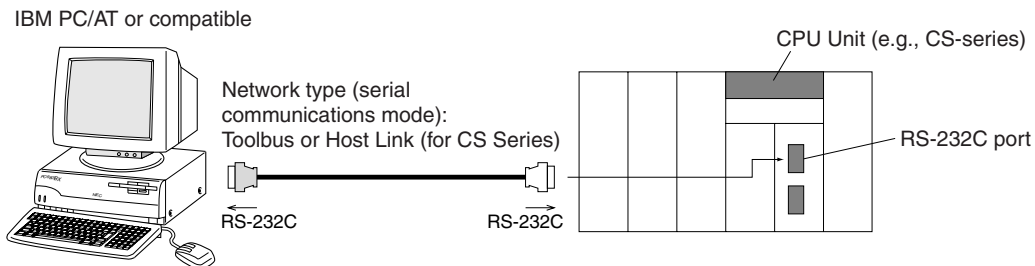 IBM PC/AT or compatible
CPU Unit (e.g., CS-series)
Network type (serial
communications mode):
Toolbus or Host Link (for CS Series)
RS-232C port
RS-232C
RS-232C
NEC